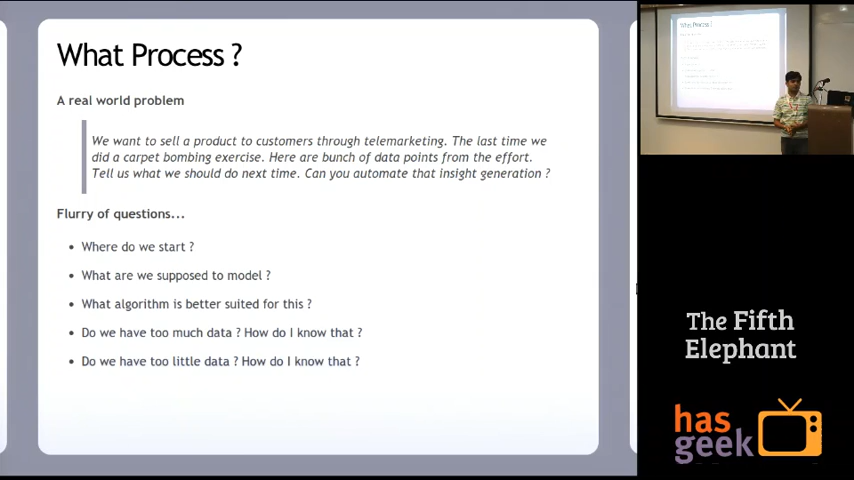 What Process ?
A real world problem
We want to sell a product to customers through telemarketing. The last time we
did a carpet bombing exercise. Here are bunch of data points from the effort.
Tell us what we should do next time. Can you automate that insight generation ?
Flurry of questions...
• Where do we start ?
• What are we supposed to model ?
• What algorithm is better suited for this ?
• Do we have too much data ? How do I know that ?
• Do we have too little data ? How do I know that ?
What Process ?
The Fifth
Elephant
has
geek